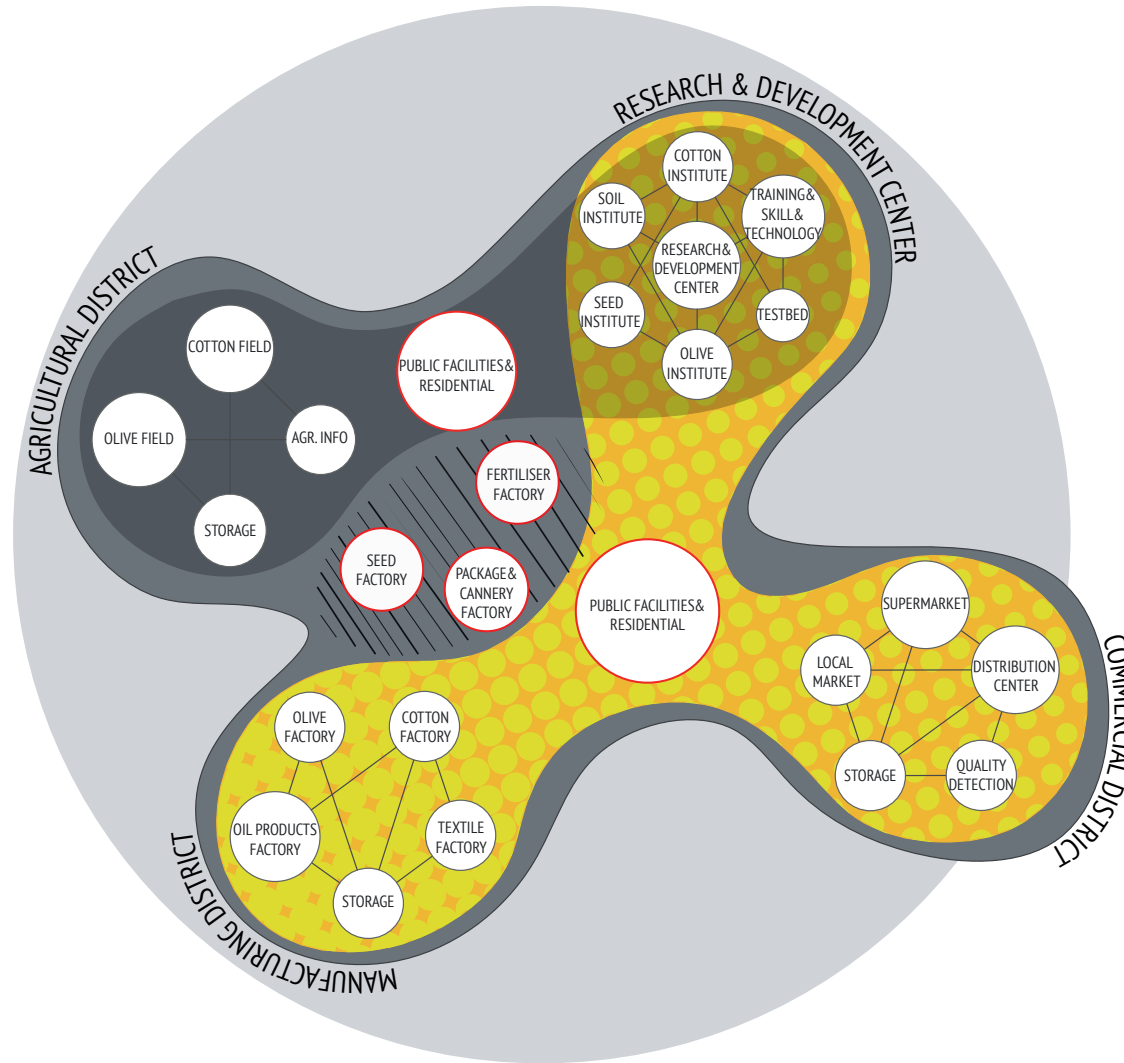 RESEARCH & DEVELOPMENT CENTER
COTTON
INSTITUTE
SOIL
INSTITUTE
TRAINING&
SKILL&
TECHNOLOGY
RESEARCH&
DEVELOPMENT
CENTER
SEED
INSTITUTE
TESTBED
OLIVE
INSTITUTE
AGRICULTURAL DISTRICT
COTTON FIELD
OLIVE FIELD
AGR. INFO
STORAGE
PUBLIC FACILITIES&
RESIDENTIAL
FERTILISER
FACTORY
SEED
FACTORY
PACKAGE&
CANNERY
FACTORY
PUBLIC FACILITIES&
RESIDENTIAL
COMMERCIAL DISTRICT
SUPERMARKET
LOCAL
MARKET
DISTRIBUTION
CENTER
STORAGE
QUALITY
DETECTION
MANUFACTURING DISTRICT
OLIVE
FACTORY
COTTON
FACTORY
OIL PRODUCTS
FACTORY
TEXTILE
FACTORY
STORAGE